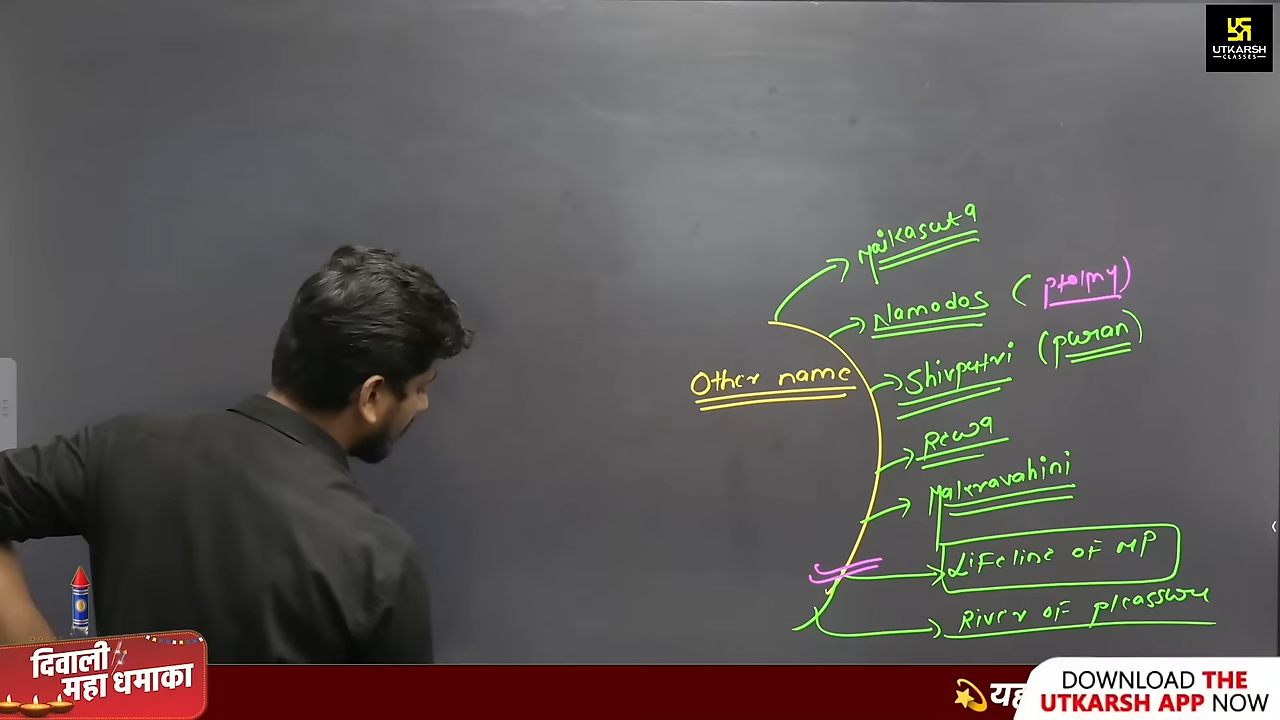 UTKARSH
CLASSES
Maikasuta
Namodos (ptolmy)
Other name
Shivputri (puran)
Rewa
Makravahini
Lifeline of MP
River of pleassure
दिवाली
महा धमाका
DOWNLOAD THE
UTKARSH APP NOW